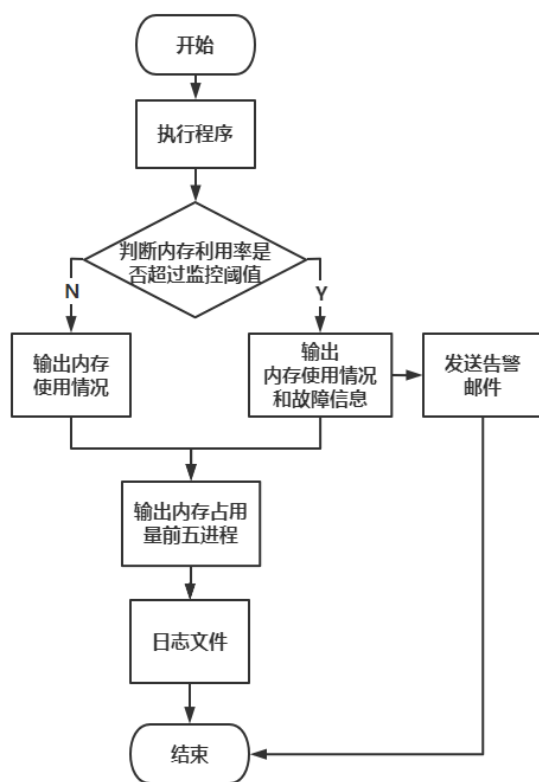 开始
执行程序
判断内存利用率是
否超过监控阈值
N
Y
输出内存
使用情况
输出
内存使用情况
和故障信息
发送告警
邮件
输出内存占用
量前五进程
日志文件
结束